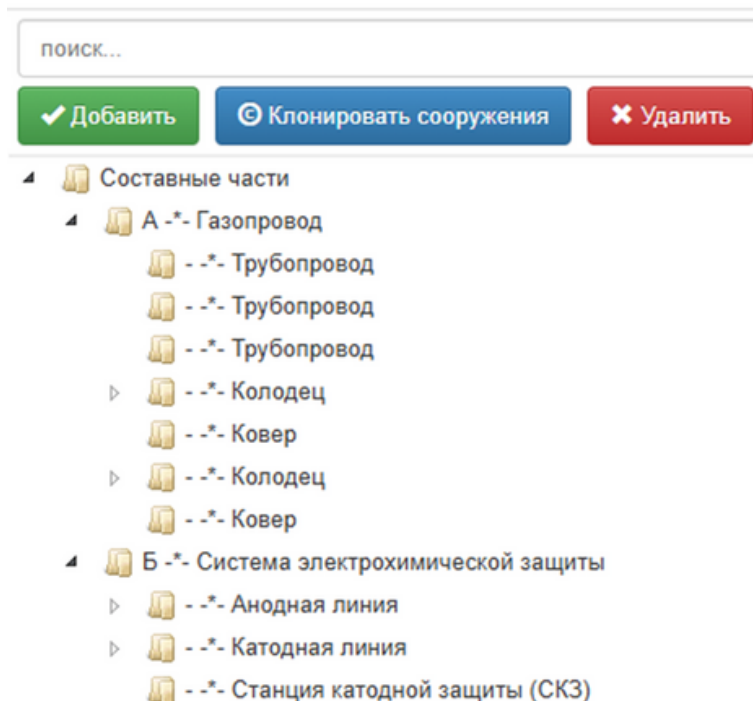 поиск...
Добавить Клонировать сооружения Удалить
Составные части
А -*- Газопровод
- -*- Трубопровод
- -*- Трубопровод
- -*- Трубопровод
- -*- Колодец
- -*- Ковер
- -*- Колодец
- -*- Ковер
Б -*- Система электрохимической защиты
- -*- Анодная линия
- -*- Катодная линия
- -*- Станция катодной защиты (СКЗ)